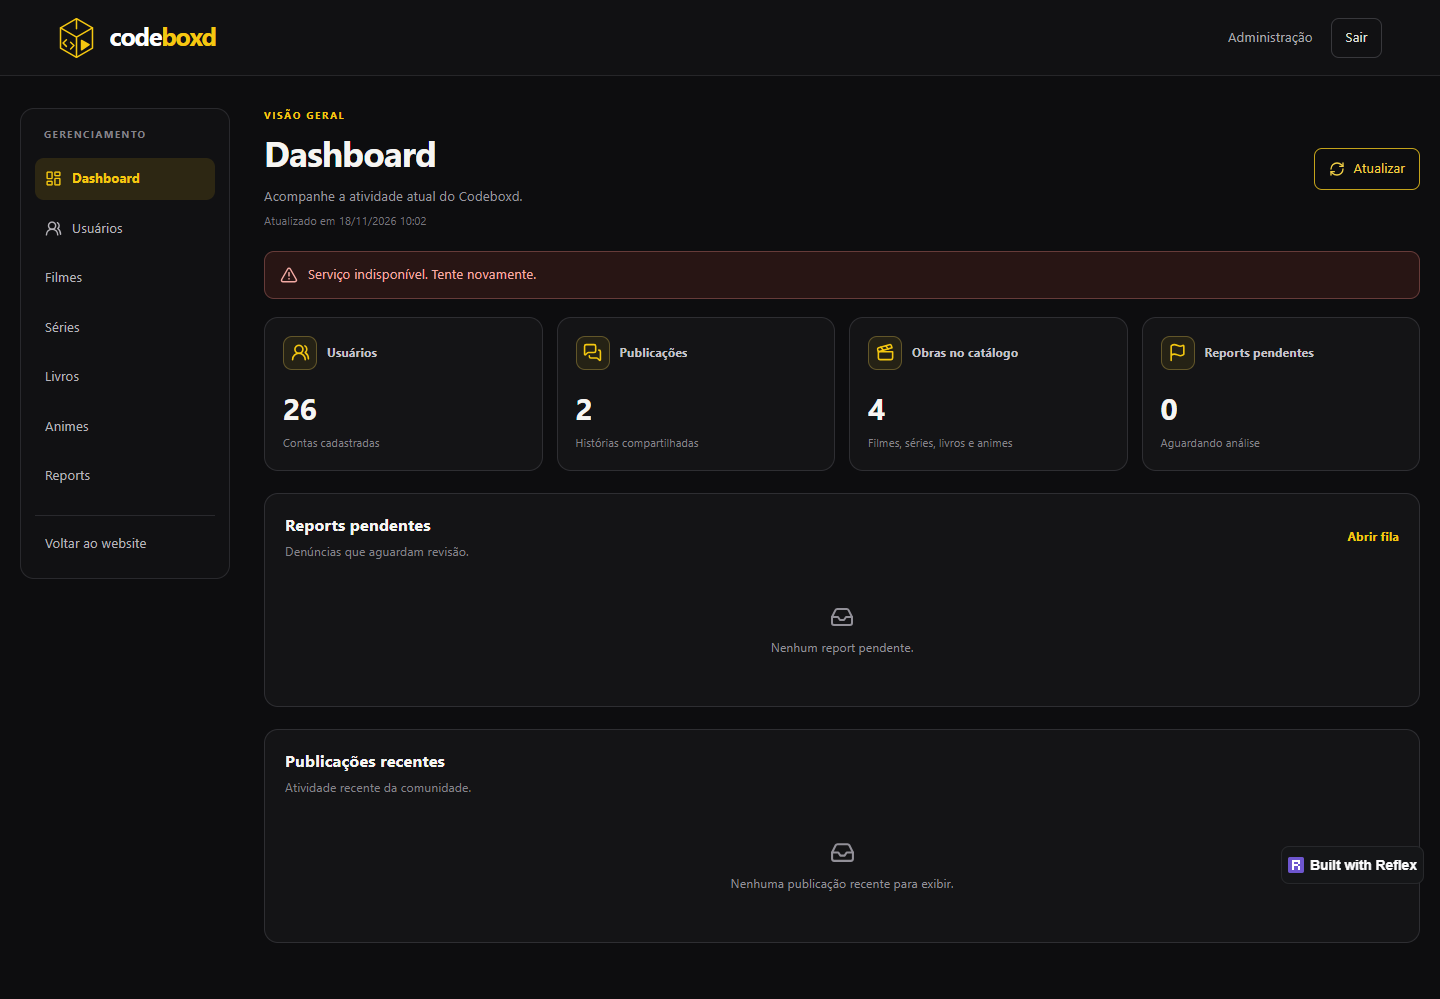 codeboxd
Administração
Sair
GERENCIAMENTO
Dashboard
Usuários
Filmes
Séries
Livros
Animes
Reports
Voltar ao website
VISÃO GERAL
Dashboard
Acompanhe a atividade atual do Codeboxd.
Atualizado em 18/11/2026 10:02
Atualizar
Serviço indisponível. Tente novamente.
Usuários
26
Contas cadastradas
Publicações
2
Histórias compartilhadas
Obras no catálogo
4
Filmes, séries, livros e animes
Reports pendentes
0
Aguardando análise
Reports pendentes
Denúncias que aguardam revisão.
Abrir fila
Nenhum report pendente.
Publicações recentes
Atividade recente da comunidade.
Nenhuma publicação recente para exibir.
R Built with Reflex